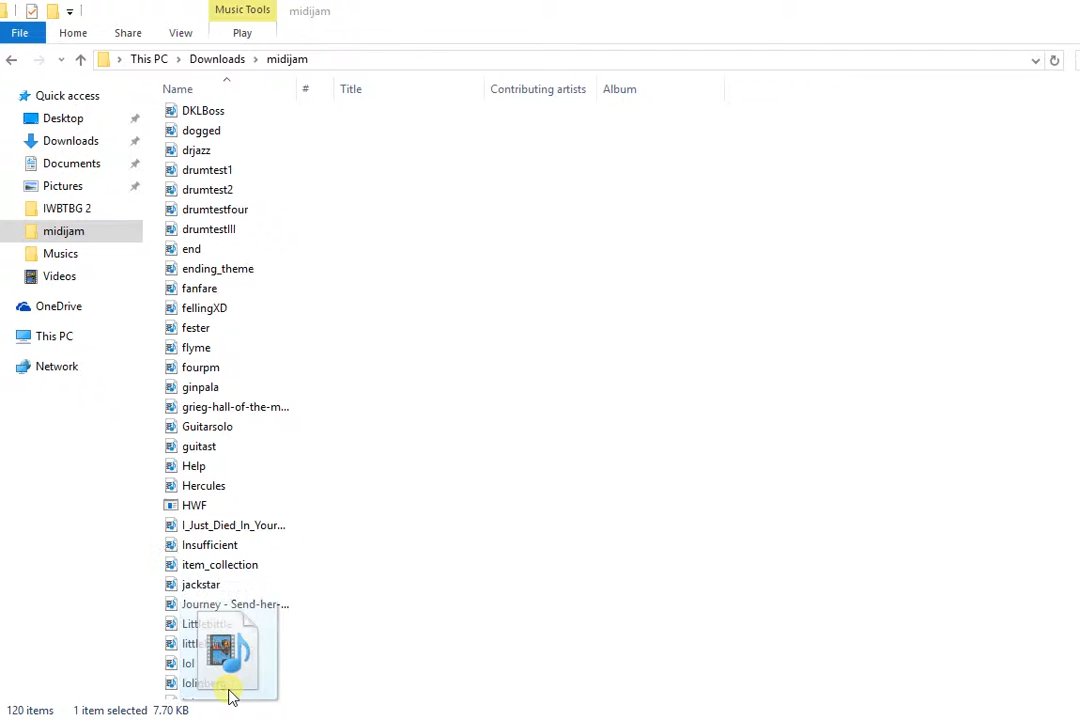 Music Tools midijam
File Home Share View Play
This PC Downloads midijam
Name # Title Contributing artists Album
Quick access
Desktop
Downloads
Documents
Pictures
IWBTBG 2
midijam
Musics
Videos
OneDrive
This PC
Network
DKLBoss
dogged
drjazz
drumtest1
drumtest2
drumtestfour
drumtestIII
end
ending_theme
fanfare
fellingXD
fester
flyme
fourpm
ginpala
grieg-hall-of-the-m...
Guitarsolo
guitast
Help
Hercules
HWF
I_Just_Died_In_Your...
Insufficient
item_collection
jackstar
Journey - Send-her-...
Littlebittle
lol
120 items 1 item selected 7.70 KB